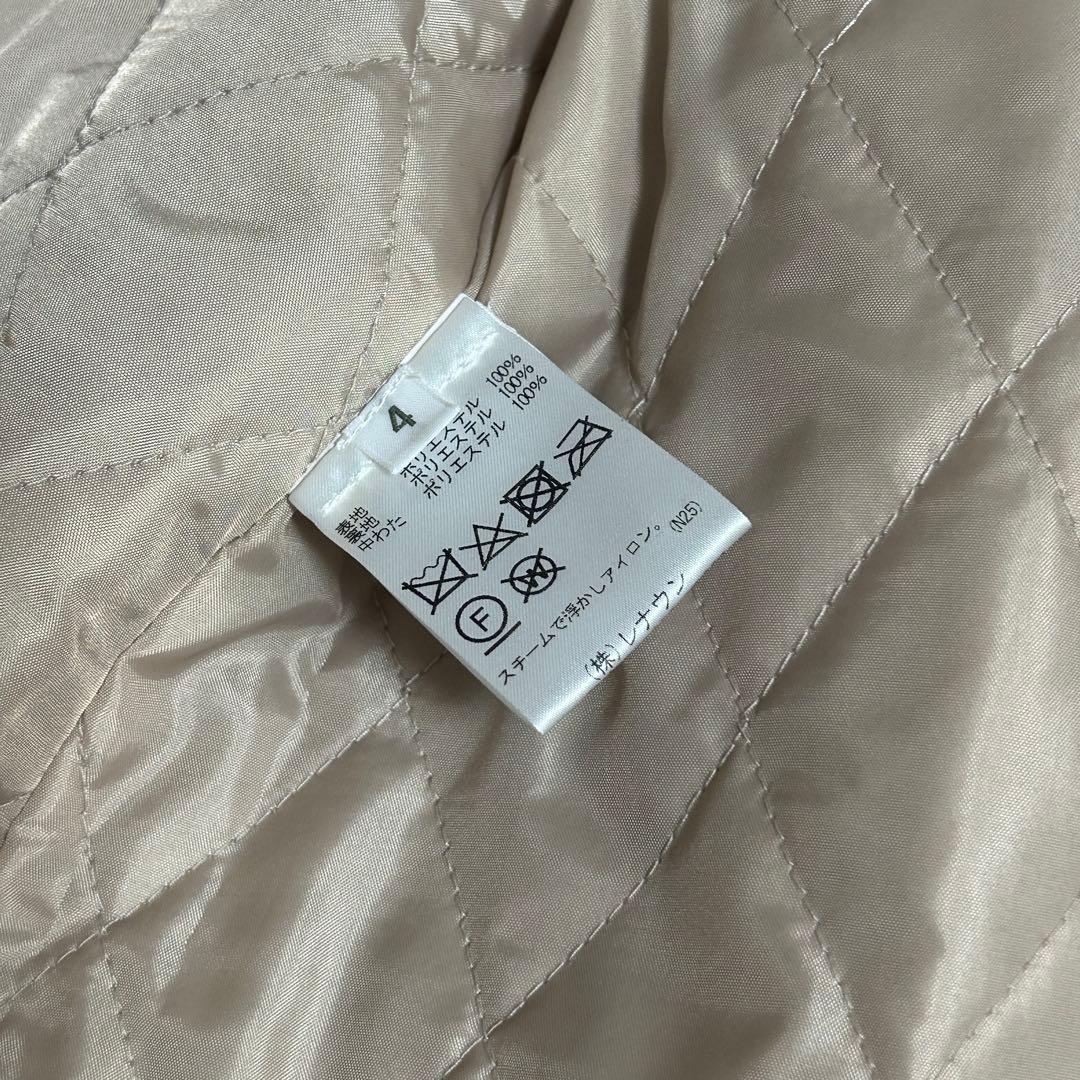 4
表地 ポリエステル 100%
裏地 ポリエステル 100%
中わた ポリエステル 100%
F W
スチームで浮かしアイロン。
(N25)
(株)レナウン